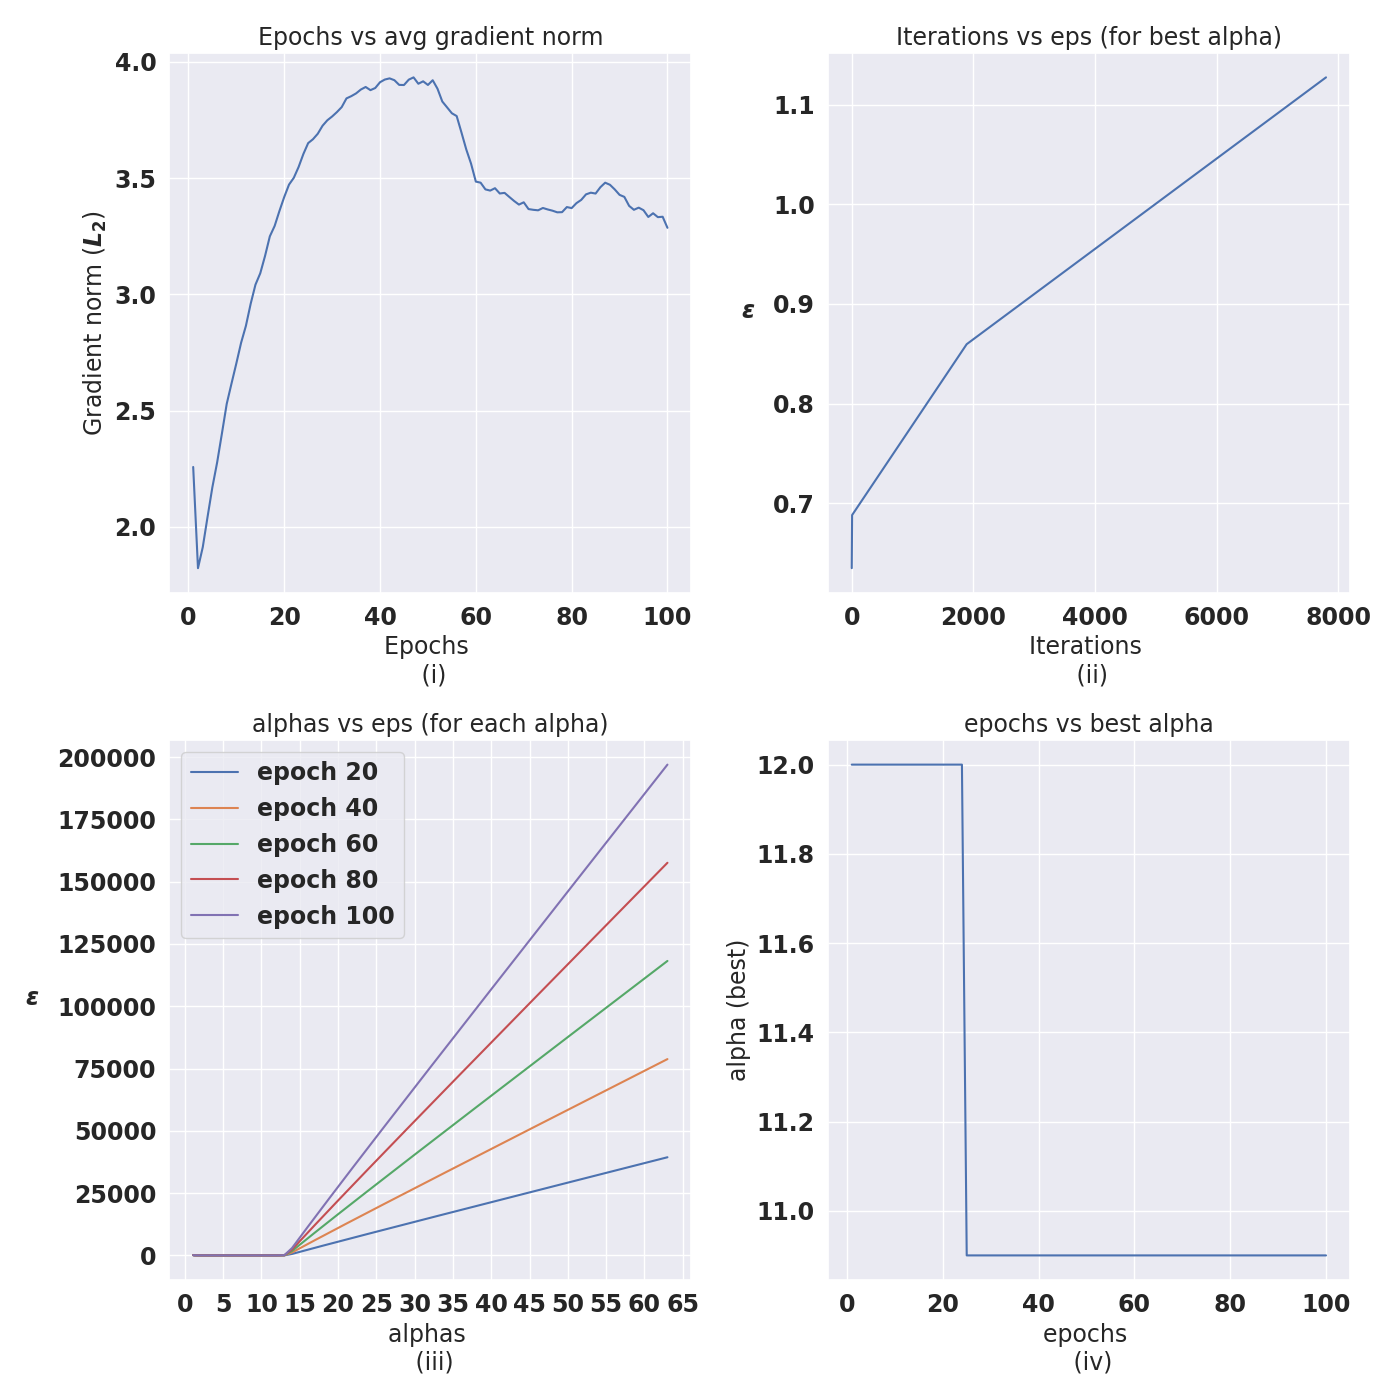 Epochs vs avg gradient norm
4.0
3.5
3.0
2.5
2.0
Gradient norm (L₂)
0 20 40 60 80 100
Epochs
(i)
Iterations vs eps (for best alpha)
1.1
1.0
0.9
0.8
0.7
ε
0 2000 4000 6000 8000
Iterations
(ii)
alphas vs eps (for each alpha)
200000
175000
150000
125000
100000
75000
50000
25000
0
ε
epoch 20
epoch 40
epoch 60
epoch 80
epoch 100
0 5 10 15 20 25 30 35 40 45 50 55 60 65
alphas
(iii)
epochs vs best alpha
12.0
11.8
11.6
11.4
11.2
11.0
alpha (best)
0 20 40 60 80 100
epochs
(iv)